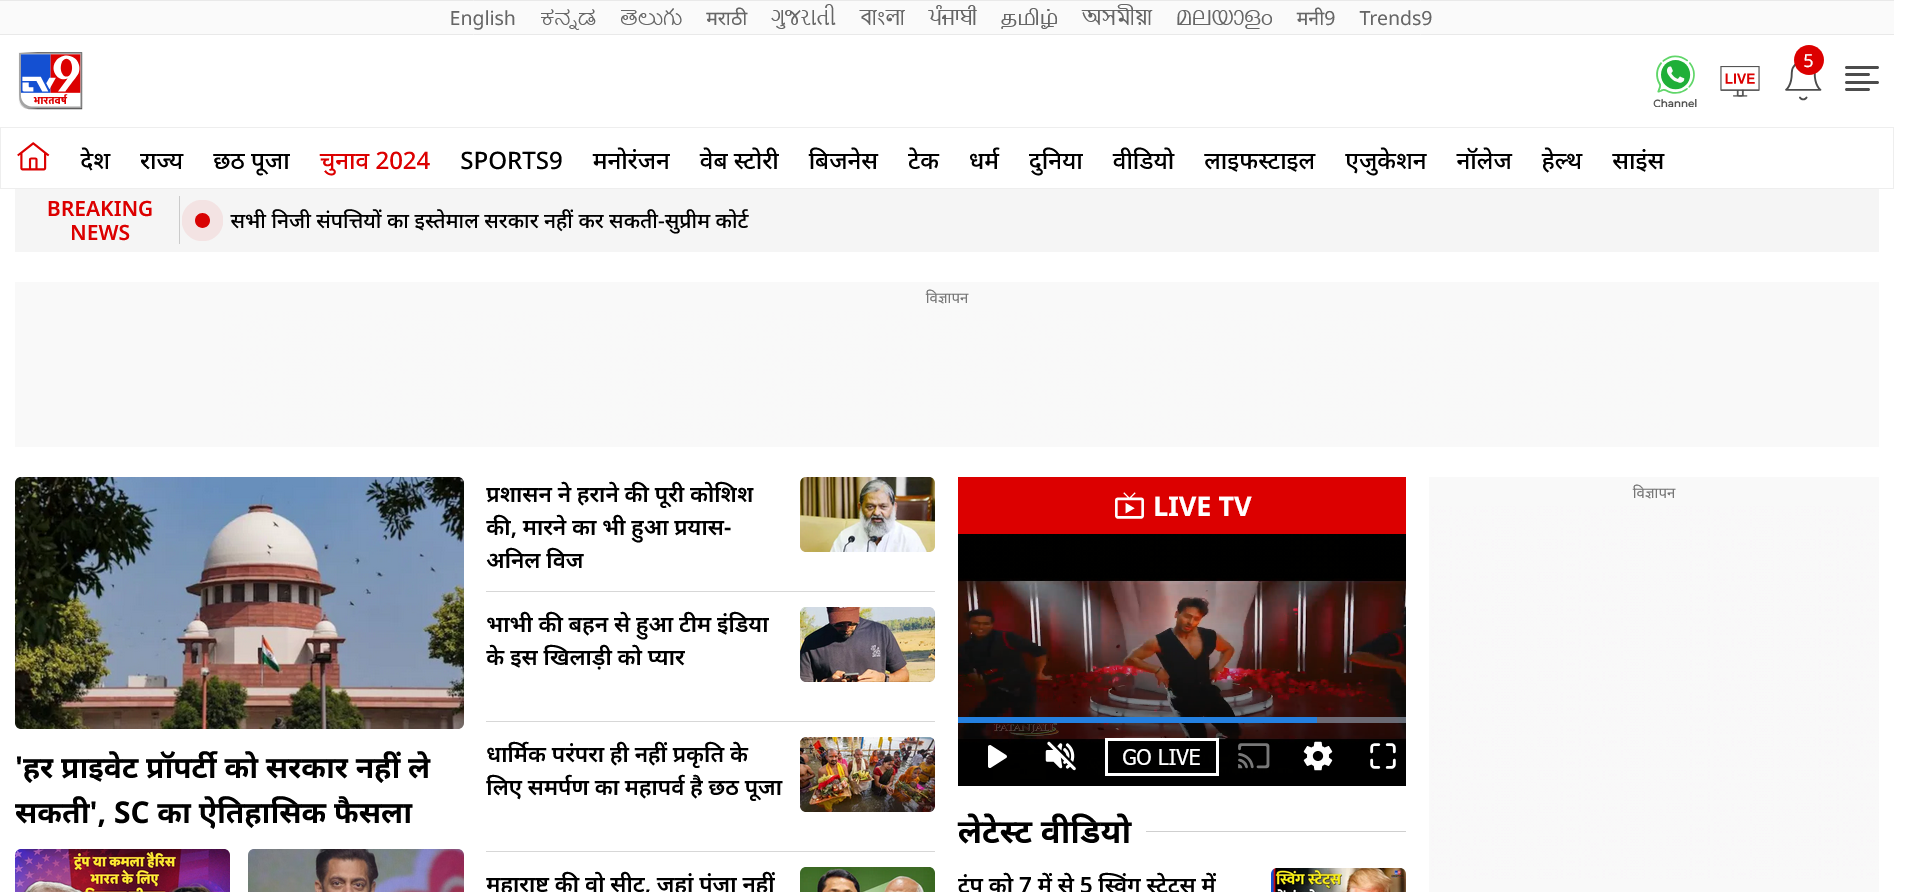 English ಕನ್ನಡ తెలుగు मराठी ગુજરાતી বাংলা ਪੰਜਾਬੀ தமிழ் অসমীয়া മലയാളം मनी9 Trends9
TV9
भारतवर्ष
Channel
LIVE
5
देश राज्य छठ पूजा चुनाव 2024 SPORTS9 मनोरंजन वेब स्टोरी बिजनेस टेक धर्म दुनिया वीडियो लाइफस्टाइल एजुकेशन नॉलेज हेल्थ साइंस
BREAKING
NEWS
सभी निजी संपत्तियों का इस्तेमाल सरकार नहीं कर सकती-सुप्रीम कोर्ट
विज्ञापन
'हर प्राइवेट प्रॉपर्टी को सरकार नहीं ले
सकती', SC का ऐतिहासिक फैसला
ट्रंप या कमला हैरिस
भारत के लिए
प्रशासन ने हराने की पूरी कोशिश
की, मारने का भी हुआ प्रयास-
अनिल विज
भाभी की बहन से हुआ टीम इंडिया
के इस खिलाड़ी को प्यार
धार्मिक परंपरा ही नहीं प्रकृति के
लिए समर्पण का महापर्व है छठ पूजा
महाराष्ट्र की वो सीट, जहां पंजा नहीं
LIVE TV
PATANJALI
GO LIVE
लेटेस्ट वीडियो
ट्रंप को 7 में से 5 स्विंग स्टेट्स में
स्विंग स्टेट्स
विज्ञापन